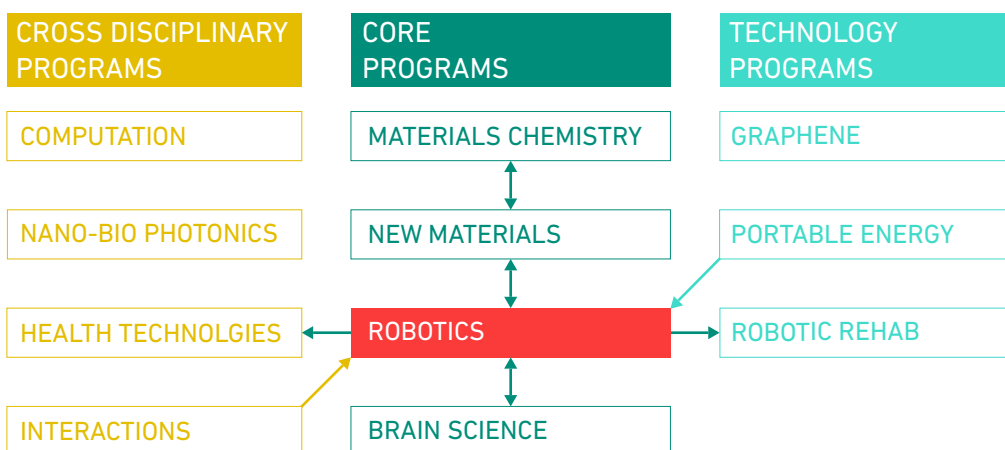 CROSS DISCIPLINARY
PROGRAMS
CORE
PROGRAMS
TECHNOLOGY
PROGRAMS
COMPUTATION
MATERIALS CHEMISTRY
GRAPHENE
NANO-BIO PHOTONICS
NEW MATERIALS
PORTABLE ENERGY
HEALTH TECHNOLGIES
ROBOTICS
ROBOTIC REHAB
INTERACTIONS
BRAIN SCIENCE